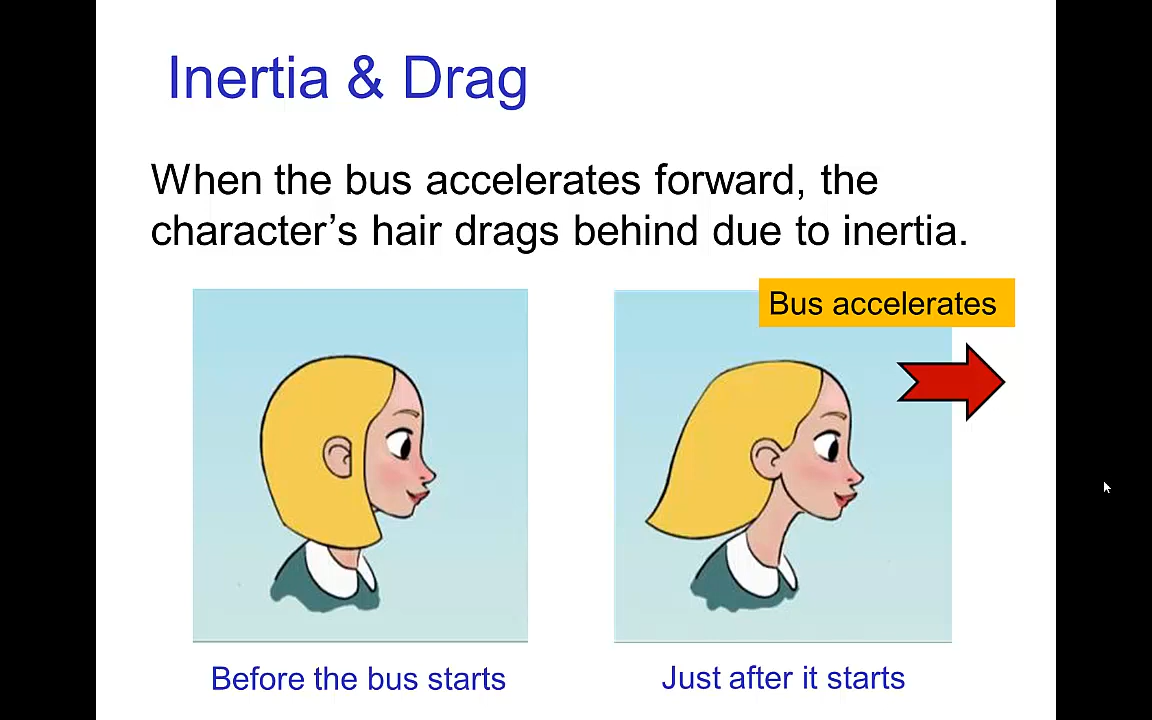 Inertia & Drag
When the bus accelerates forward, the
character’s hair drags behind due to inertia.
Bus accelerates
Before the bus starts
Just after it starts